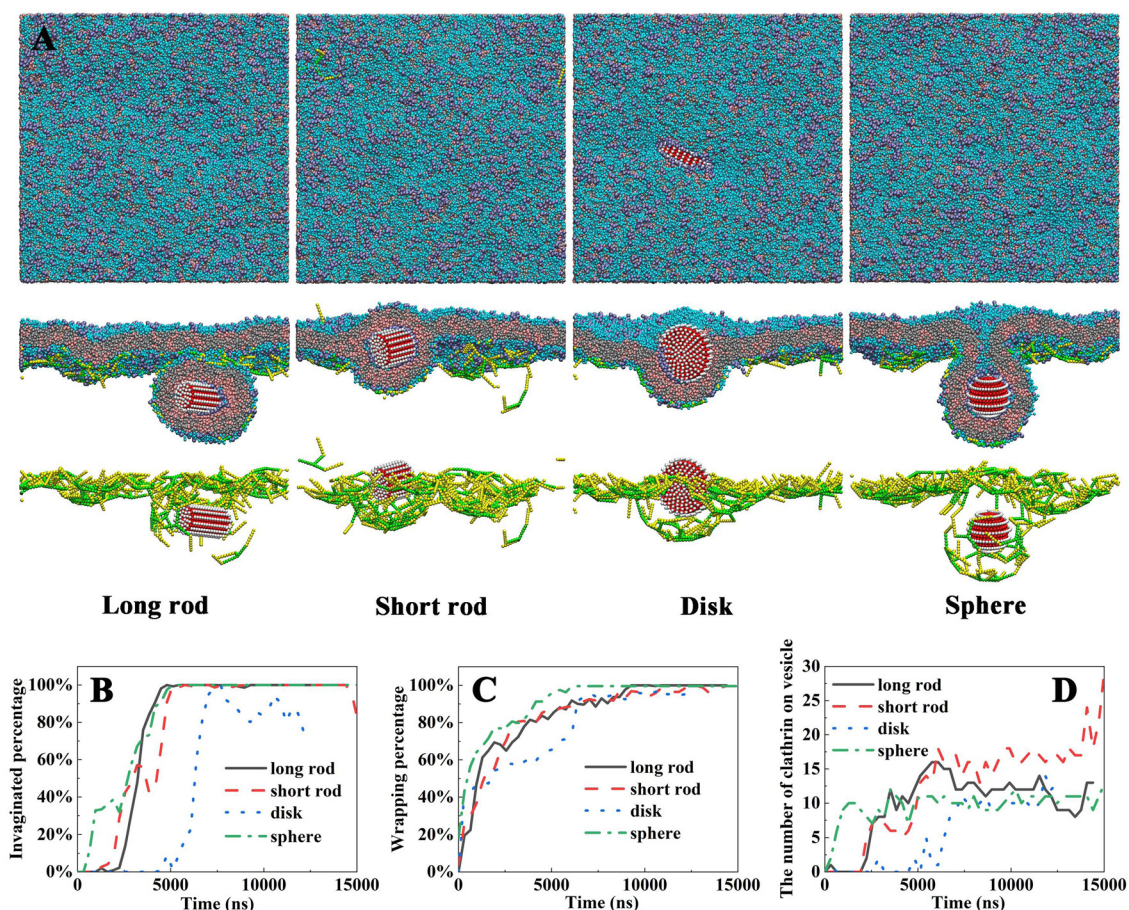 A
Long rod
Short rod
Disk
Sphere
B
Invaginated percentage
100%
80%
60%
40%
20%
0%
long rod
short rod
disk
sphere
0
5000
10000
15000
Time (ns)
C
Wrapping percentage
100%
80%
60%
40%
20%
0%
long rod
short rod
disk
sphere
0
5000
10000
15000
Time (ns)
D
The number of clathrin on vesicle
30
25
20
15
10
5
0
long rod
short rod
disk
sphere
0
5000
10000
15000
Time (ns)